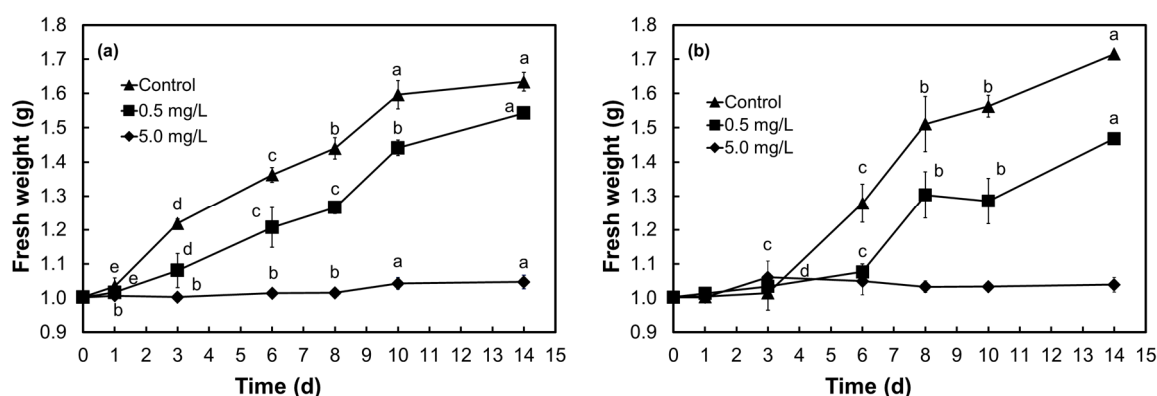 1.8
(a)
1.7
Control
1.6
0.5 mg/L
5.0 mg/L
1.5
1.4
1.3
1.2
1.1
1.0
0.9
Fresh weight (g)
e
d
c
b
a
a
e
d
c
c
b
a
b
b
b
b
a
a
0 1 2 3 4 5 6 7 8 9 10 11 12 13 14 15
Time (d)
1.8
(b)
1.7
Control
1.6
0.5 mg/L
5.0 mg/L
1.5
1.4
1.3
1.2
1.1
1.0
0.9
Fresh weight (g)
c
d
c
b
b
a
c
b
b
a
0 1 2 3 4 5 6 7 8 9 10 11 12 13 14 15
Time (d)